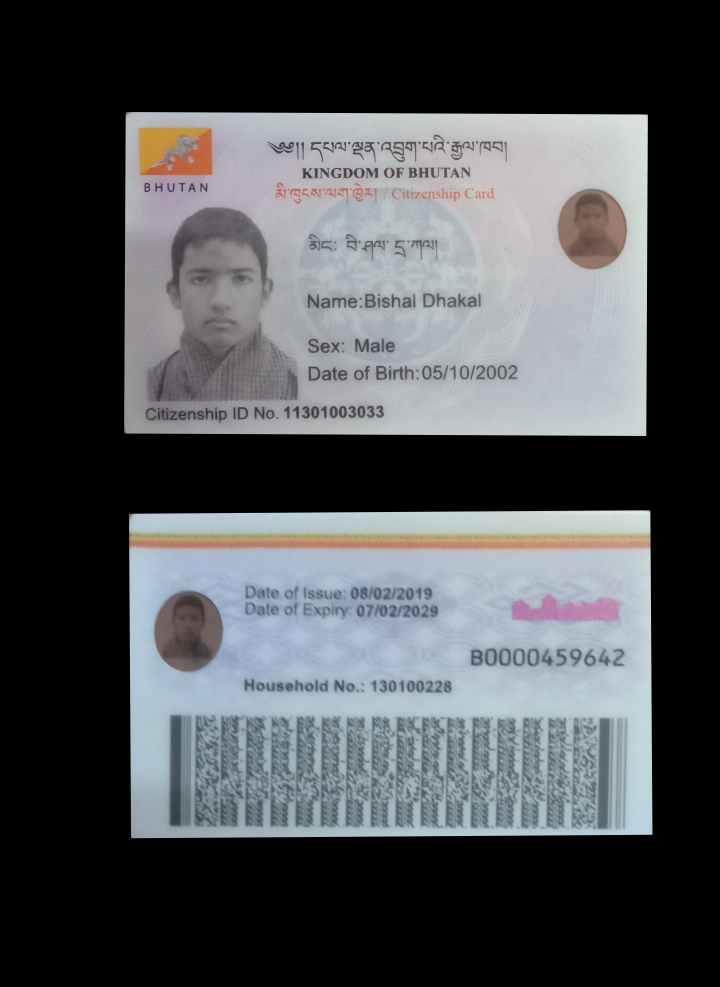 BHUTAN
༄༅།། དཔལ་ལྡན་འབྲུག་པའི་རྒྱལ་ཁབ།
KINGDOM OF BHUTAN
མི་ཁུངས་ལག་ཁྱེར། / Citizenship Card
མིང: བི་ཤལ་ དྷ་ཀལ།
Name:Bishal Dhakal
Sex: Male
Date of Birth:05/10/2002
Citizenship ID No. 11301003033
Date of Issue: 08/02/2019
Date of Expiry: 07/02/2029
B0000459642
Household No.: 130100228